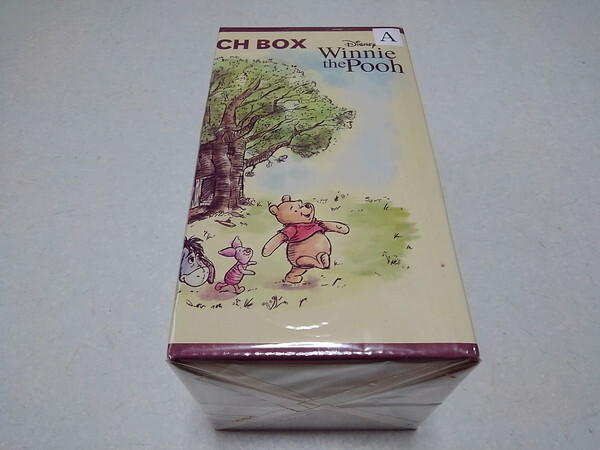 CH BOX
A
Disney
Winnie
the Pooh